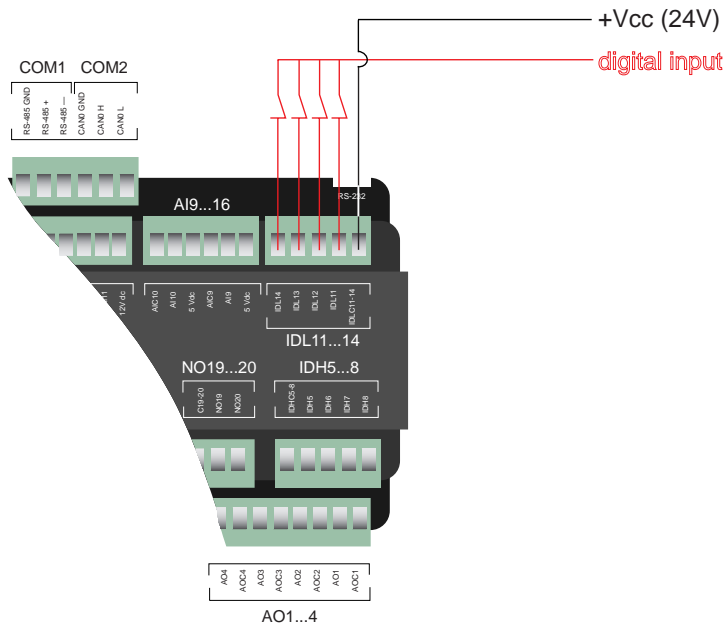 +Vcc (24V)
digital input
COM1
COM2
RS-485 GND
RS-485 +
RS-485 —
CAN0 GND
CAN0 H
CAN0 L
RS-232
AI9...16
12V dc
AIC10
AI10
5 Vdc
AIC9
AI9
5 Vdc
IDL14
IDL13
IDL12
IDL11
IDLC11-14
IDL11...14
NO19...20
IDH5...8
C19-20
NO19
NO20
IDHC5-8
IDH5
IDH6
IDH7
IDH8
AO4
AOC4
AO3
AOC3
AO2
AOC2
AO1
AOC1
AO1...4